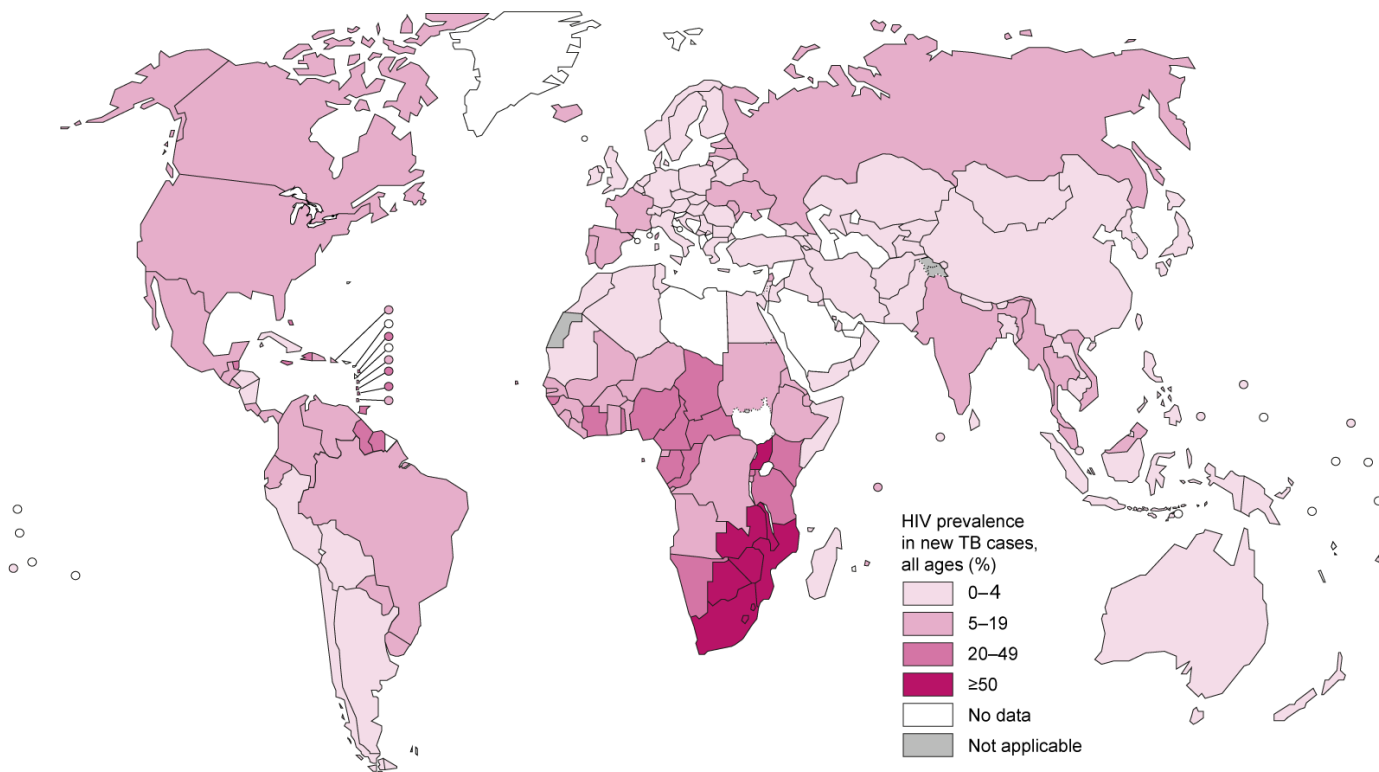 HIV prevalence
in new TB cases,
all ages (%)
0–4
5–19
20–49
≥50
No data
Not applicable